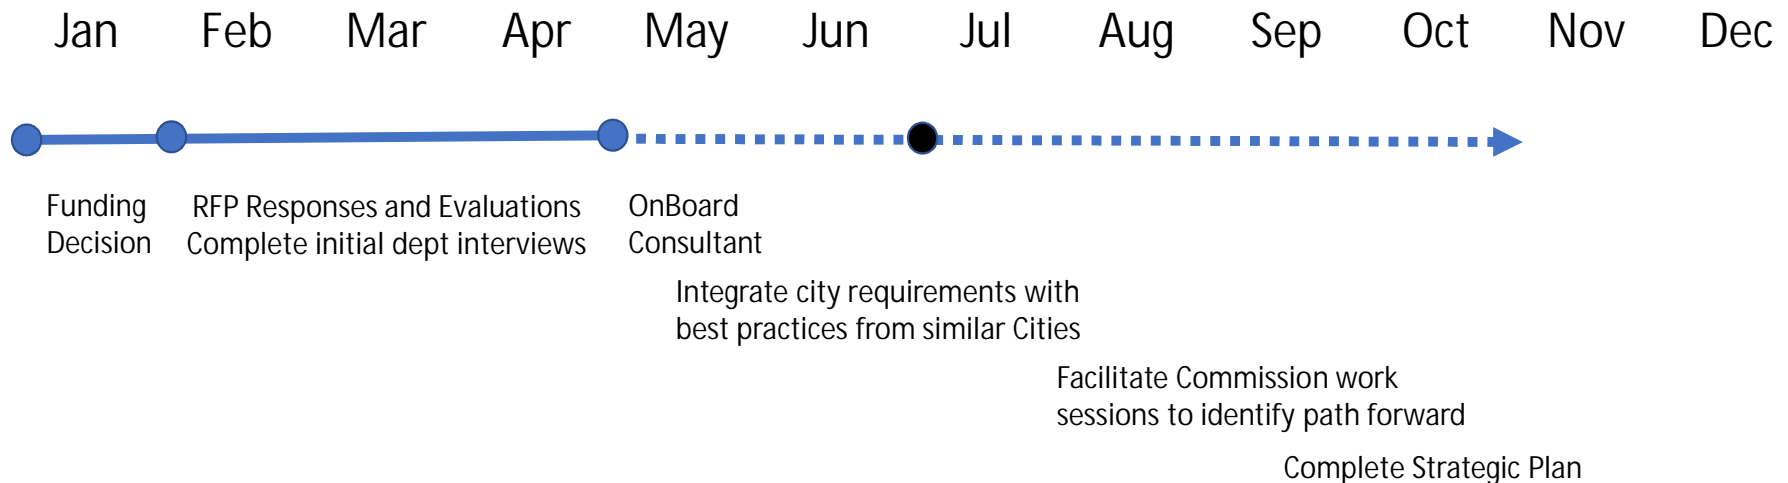 Jan Feb Mar Apr May Jun Jul Aug Sep Oct Nov Dec
Funding
Decision
RFP Responses and Evaluations
Complete initial dept interviews
OnBoard
Consultant
Integrate city requirements with
best practices from similar Cities
Facilitate Commission work
sessions to identify path forward
Complete Strategic Plan